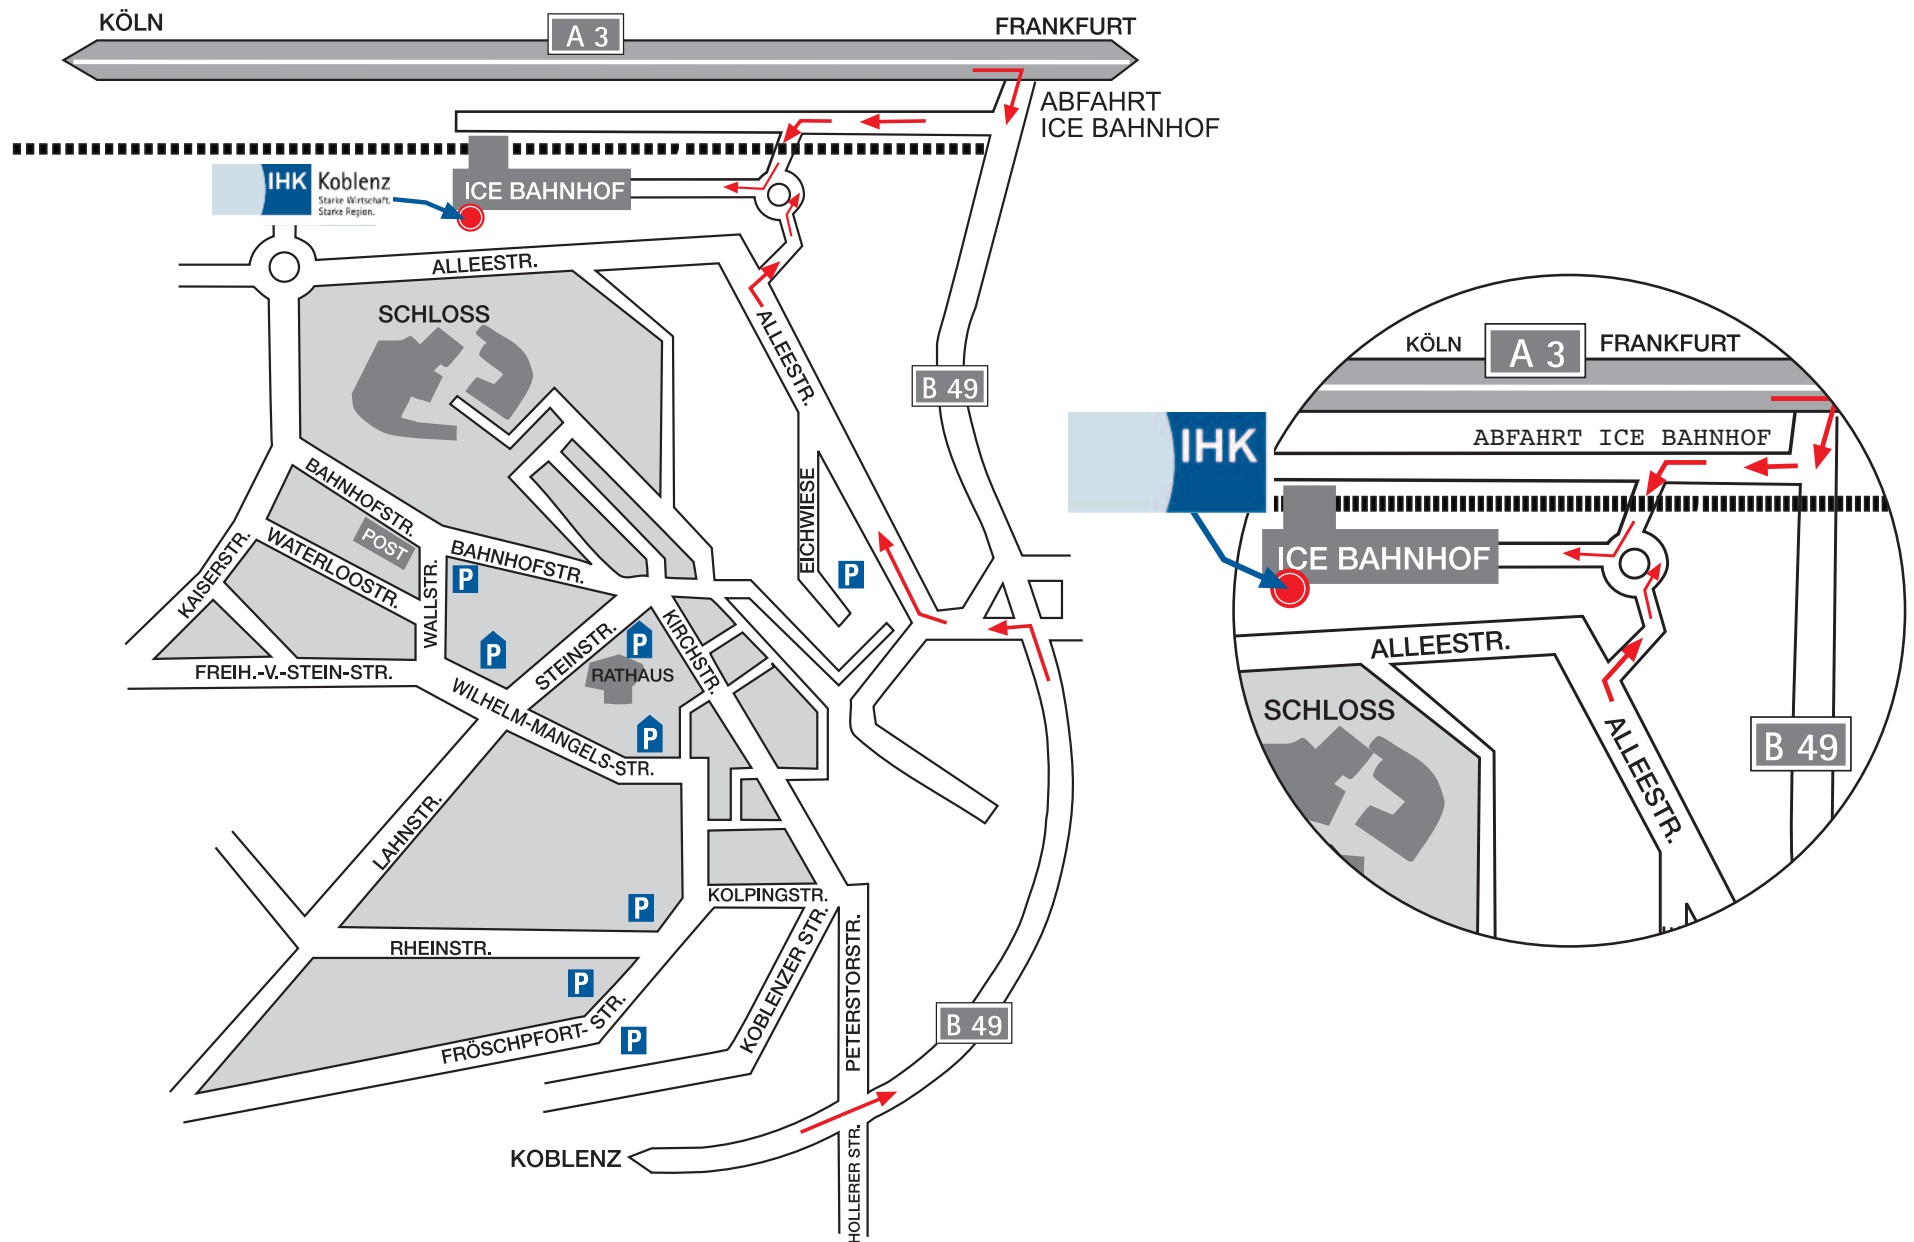 KÖLN
A 3
FRANKFURT
ABFAHRT
ICE BAHNHOF
IHK
Koblenz
Starke Wirtschaft.
Starke Region.
ICE BAHNHOF
ALLEESTR.
SCHLOSS
ALLEESTR.
B 49
BAHNHOFSTR.
POST
WATERLOOSTR.
BAHNHOFSTR.
EICHWIESE
KAISERSTR.
WALLSTR.
P
P
P
P
STEINSTR.
KIRCHSTR.
RATHAUS
FREIH.-V.-STEIN-STR.
WILHELM-MANGELS-STR.
P
LAHNSTR.
P
KOLPINGSTR.
RHEINSTR.
P
KOBLENZER STR.
PETERSTORSTR.
FRÖSCHPFORT- STR.
P
B 49
KOBLENZ
HOLLERER STR.
KÖLN
A 3
FRANKFURT
IHK
ABFAHRT ICE BAHNHOF
ICE BAHNHOF
ALLEESTR.
SCHLOSS
ALLEESTR.
B 49